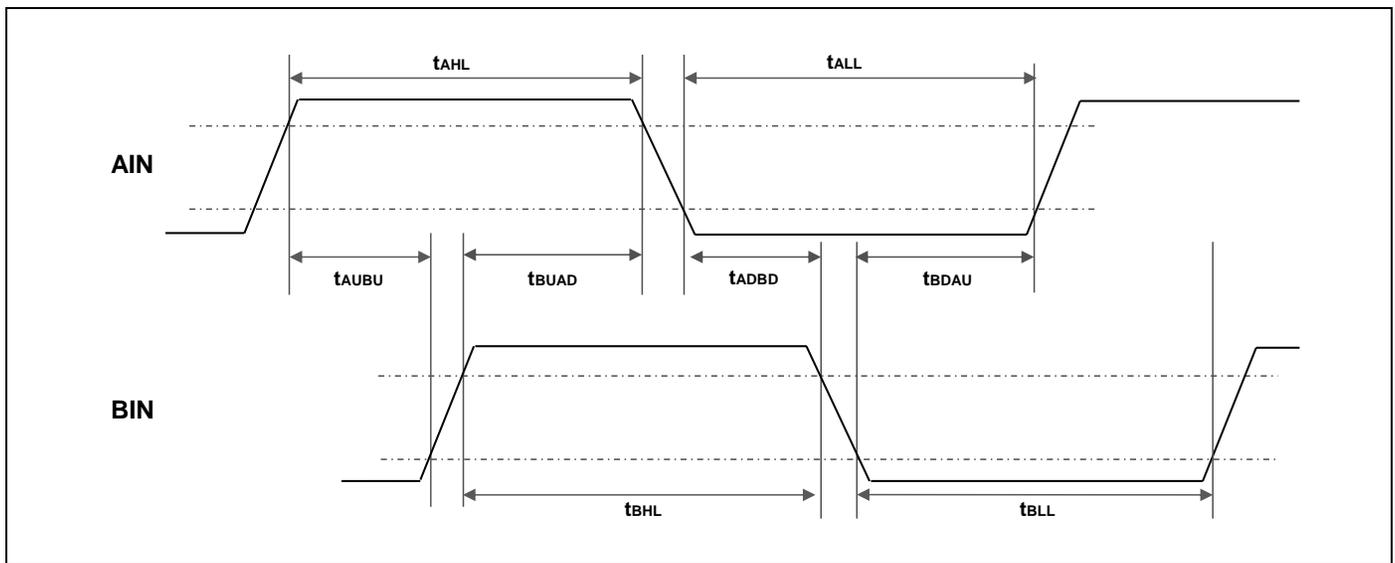 tAHL
tALL
AIN
tAUBU
tBUAD
tADBD
tBDAU
BIN
tBHL
tBLL